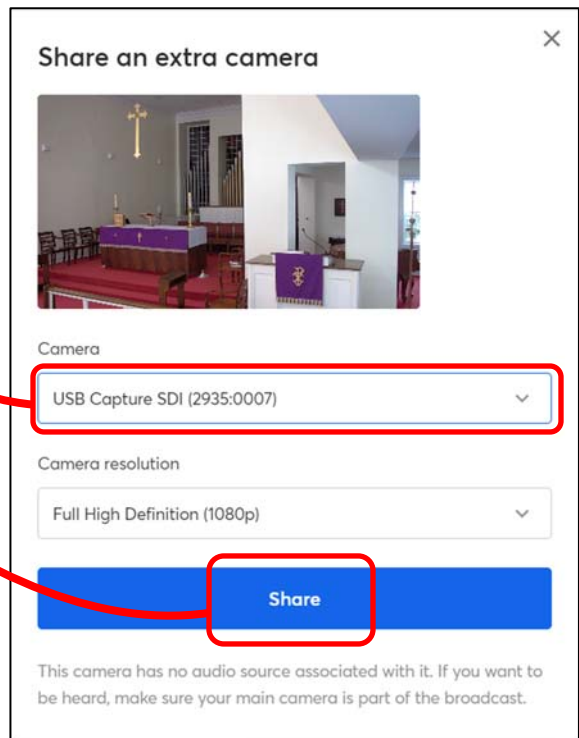 Share an extra camera
Camera
USB Capture SDI (2935:0007)
Camera resolution
Full High Definition (1080p)
Share
This camera has no audio source associated with it. If you want to
be heard, make sure your main camera is part of the broadcast.